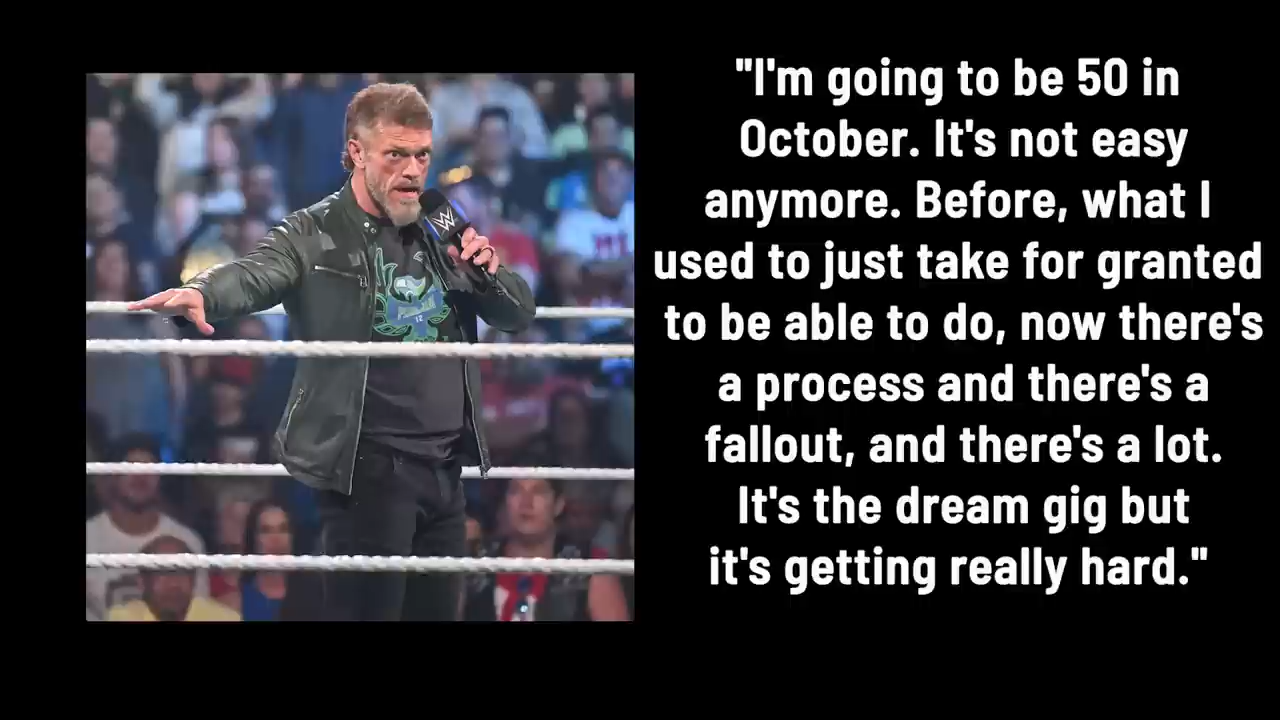 "I'm going to be 50 in
October. It's not easy
anymore. Before, what I
used to just take for granted
to be able to do, now there's
a process and there's a
fallout, and there's a lot.
It's the dream gig but
it's getting really hard."
W
12